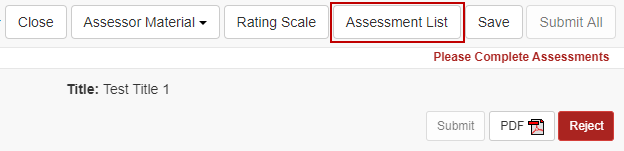 Close Assessor Material Rating Scale Assessment List Save Submit All
Please Complete Assessments
Title: Test Title 1
Submit PDF Reject